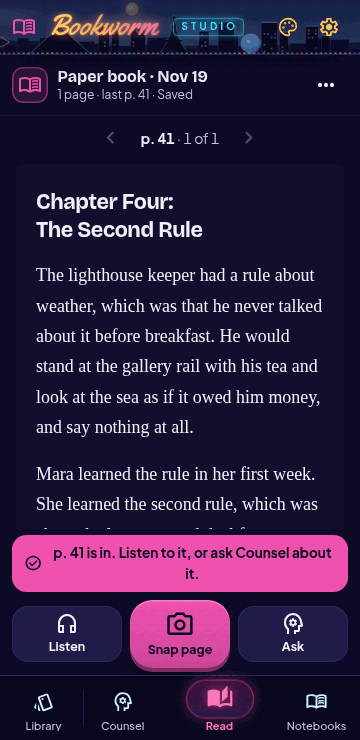 Bookworm STUDIO
Paper book · Nov 19
1 page · last p. 41 · Saved
p. 41 · 1 of 1
Chapter Four:
The Second Rule
The lighthouse keeper had a rule about
weather, which was that he never talked
about it before breakfast. He would
stand at the gallery rail with his tea and
look at the sea as if it owed him money,
and say nothing at all.
Mara learned the rule in her first week.
She learned the second rule, which was
p. 41 is in. Listen to it, or ask Counsel about
it.
Listen
Snap page
Ask
Library
Counsel
Read
Notebooks